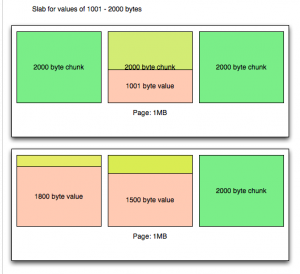 Slab for values of 1001 - 2000 bytes
2000 byte chunk
2000 byte chunk
2000 byte chunk
1001 byte value
Page: 1MB
1800 byte value
1500 byte value
2000 byte chunk
Page: 1MB